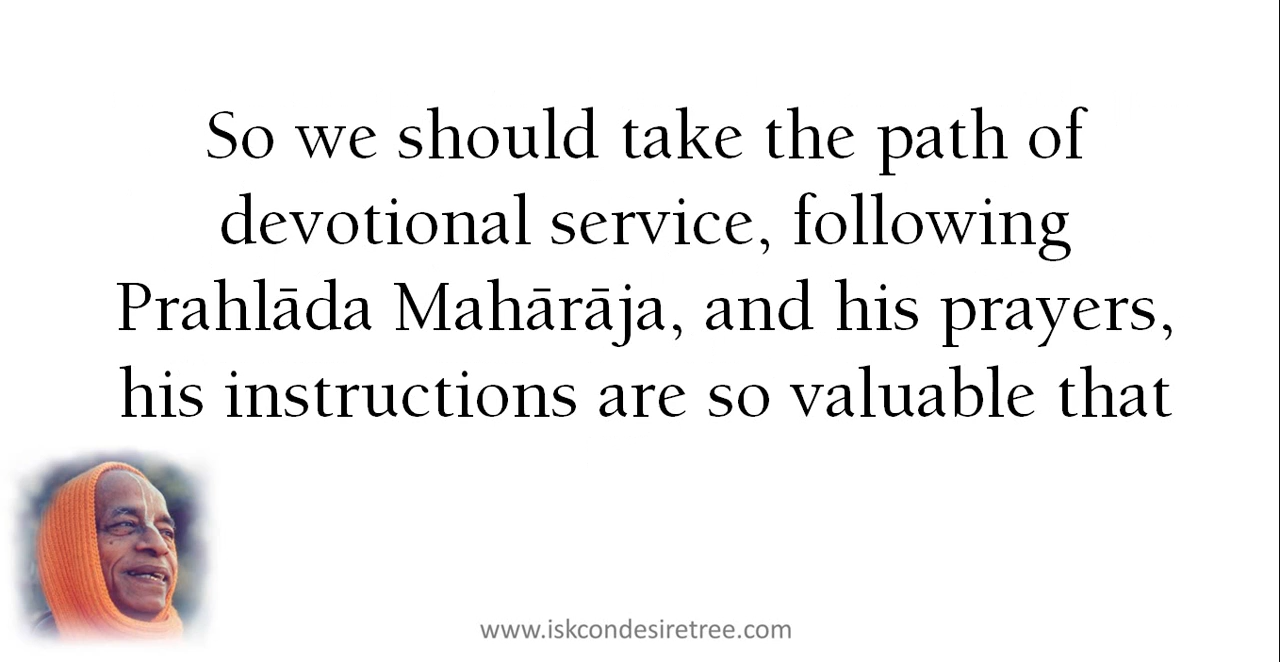 So we should take the path of
devotional service, following
Prahlāda Mahārāja, and his prayers,
his instructions are so valuable that
www.iskcondesiretree.com